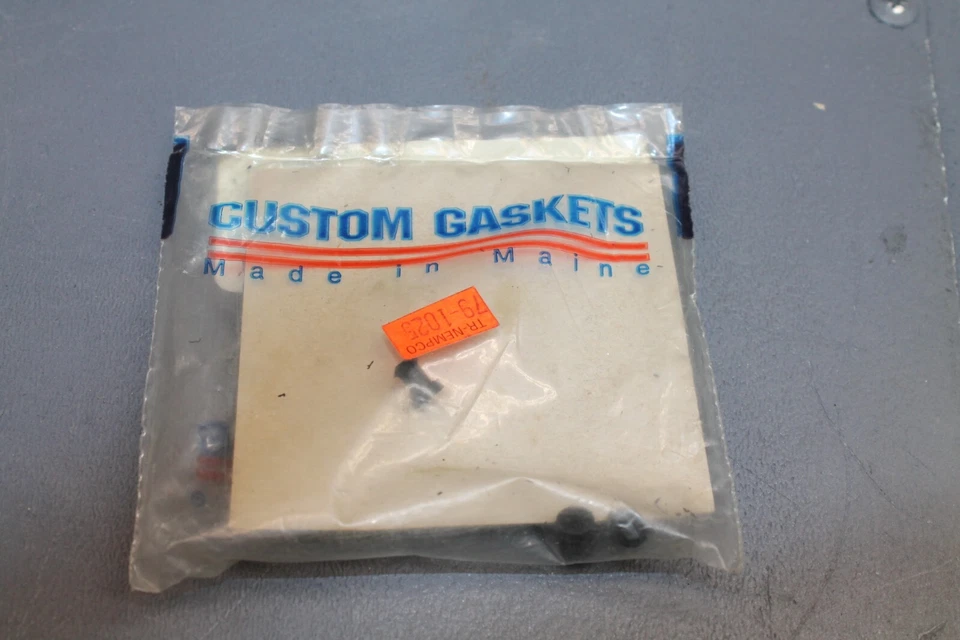 CUSTOM GASKETS
Made in Maine
TR-NEMPCO
79-1025